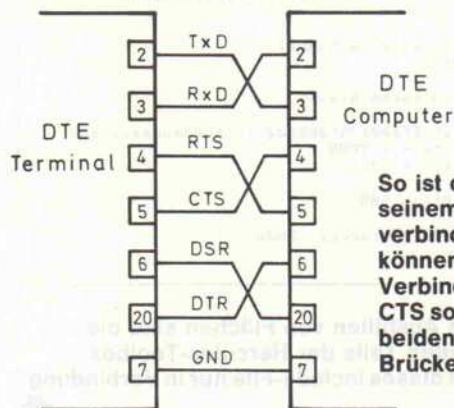 TxD
2 2
RxD
3 3
DTE
Terminal
DTE
Computer
RTS
4 4
CTS
5 5
DSR
6 6
DTR
20 20
GND
7 7
So ist
seinem
verbind
können
Verbin
CTS so
beiden
Brücke